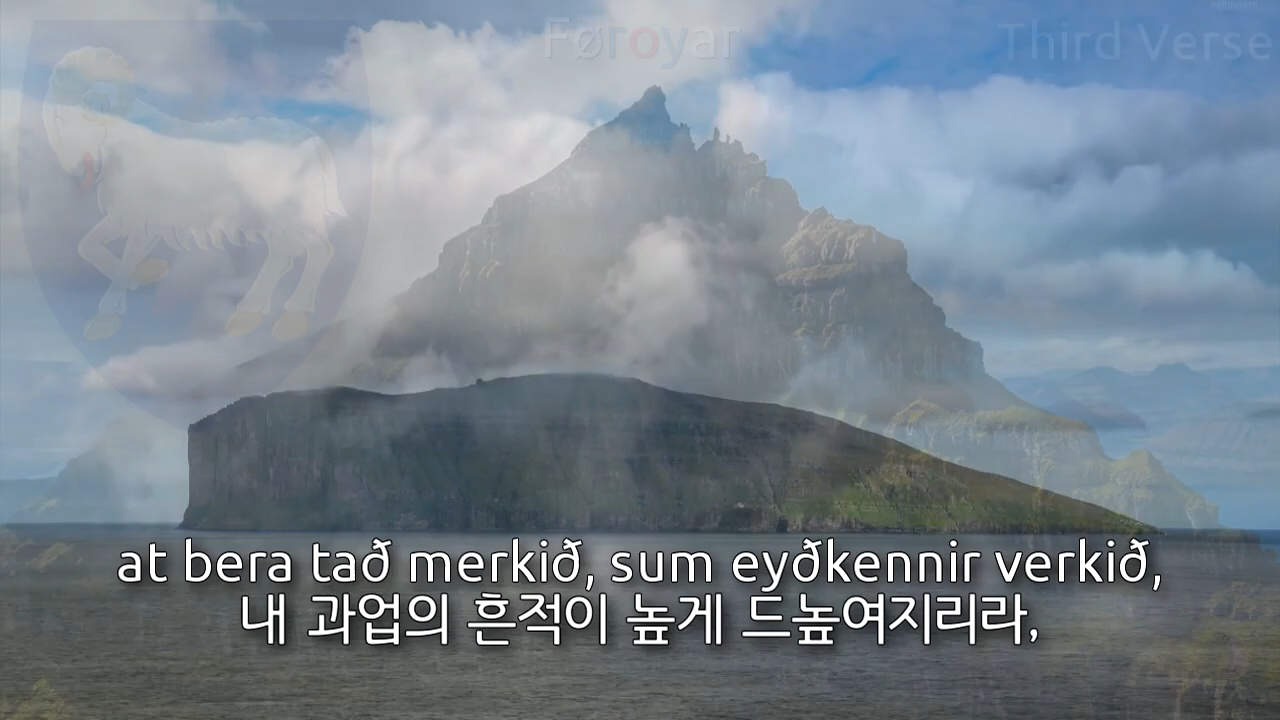 Føroyar
Third Verse
at bera tað merkið, sum eyðkennir verkið,
내 과업의 흔적이 높게 드높여지리라,